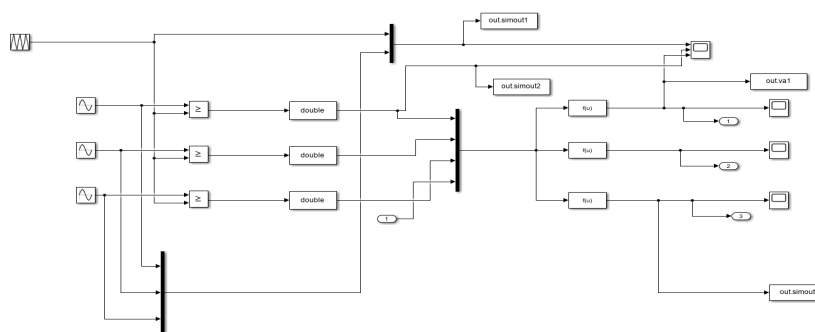 out.simout1
out.simout2
out.va1
≥
double
f(u)
1
≥
double
f(u)
2
≥
double
1
f(u)
3
out.simout